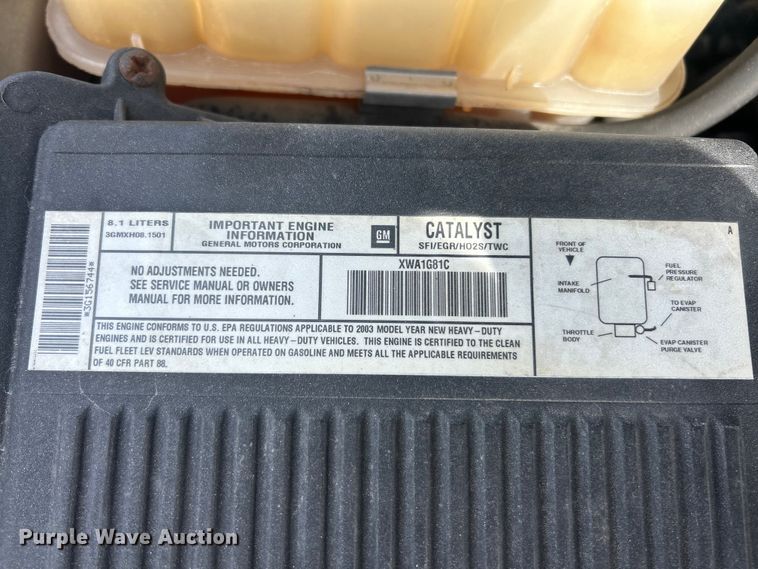 8.1 LITERS
3GMXH08.1501
IMPORTANT ENGINE
INFORMATION
GENERAL MOTORS CORPORATION
GM
CATALYST
SFI/EGR/HO2S/TWC
A
*3G156744*
NO ADJUSTMENTS NEEDED.
SEE SERVICE MANUAL OR OWNERS
MANUAL FOR MORE INFORMATION.
XWA1G81C
THIS ENGINE CONFORMS TO U.S. EPA REGULATIONS APPLICABLE TO 2003 MODEL YEAR NEW HEAVY-DUTY
ENGINES AND IS CERTIFIED FOR USE IN ALL HEAVY-DUTY VEHICLES. THIS ENGINE IS CERTIFIED TO THE CLEAN
FUEL FLEET LEV STANDARDS WHEN OPERATED ON GASOLINE AND MEETS ALL THE APPLICABLE REQUIREMENTS
OF 40 CFR PART 88.
FRONT OF
VEHICLE
INTAKE
MANIFOLD
FUEL
PRESSURE
REGULATOR
TO EVAP
CANISTER
THROTTLE
BODY
EVAP CANISTER
PURGE VALVE
Purple Wave Auction